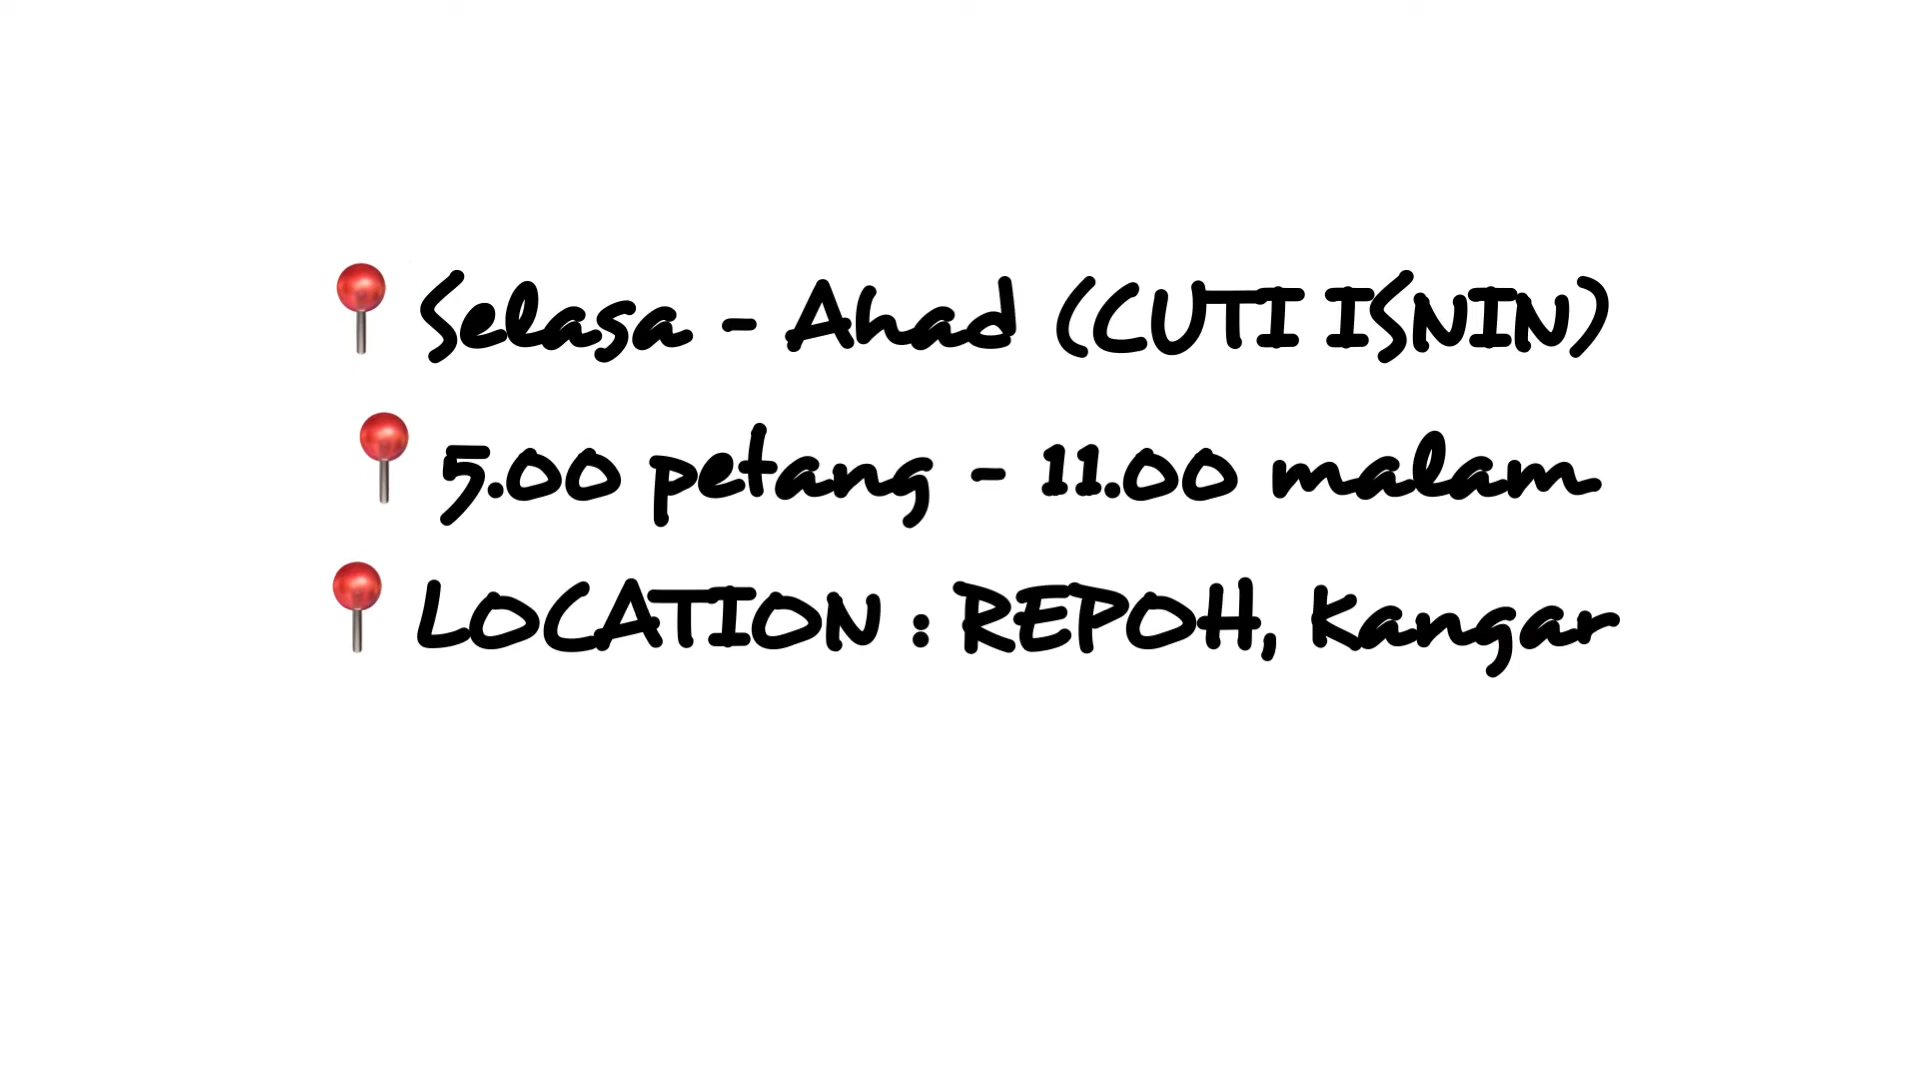 📍Selasa - Ahad (CUTI ISNIN)
📍5.00 petang - 11.00 malam
📍LOCATION : REPOH, Kangar